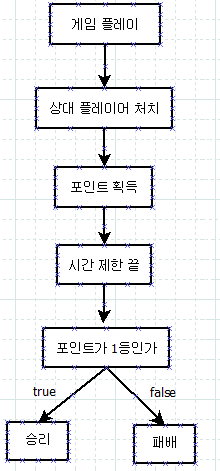 게임 플레이
상대 플레이어 처치
포인트 획득
시간 제한 끝
포인트가 1등인가
true
false
승리
패배